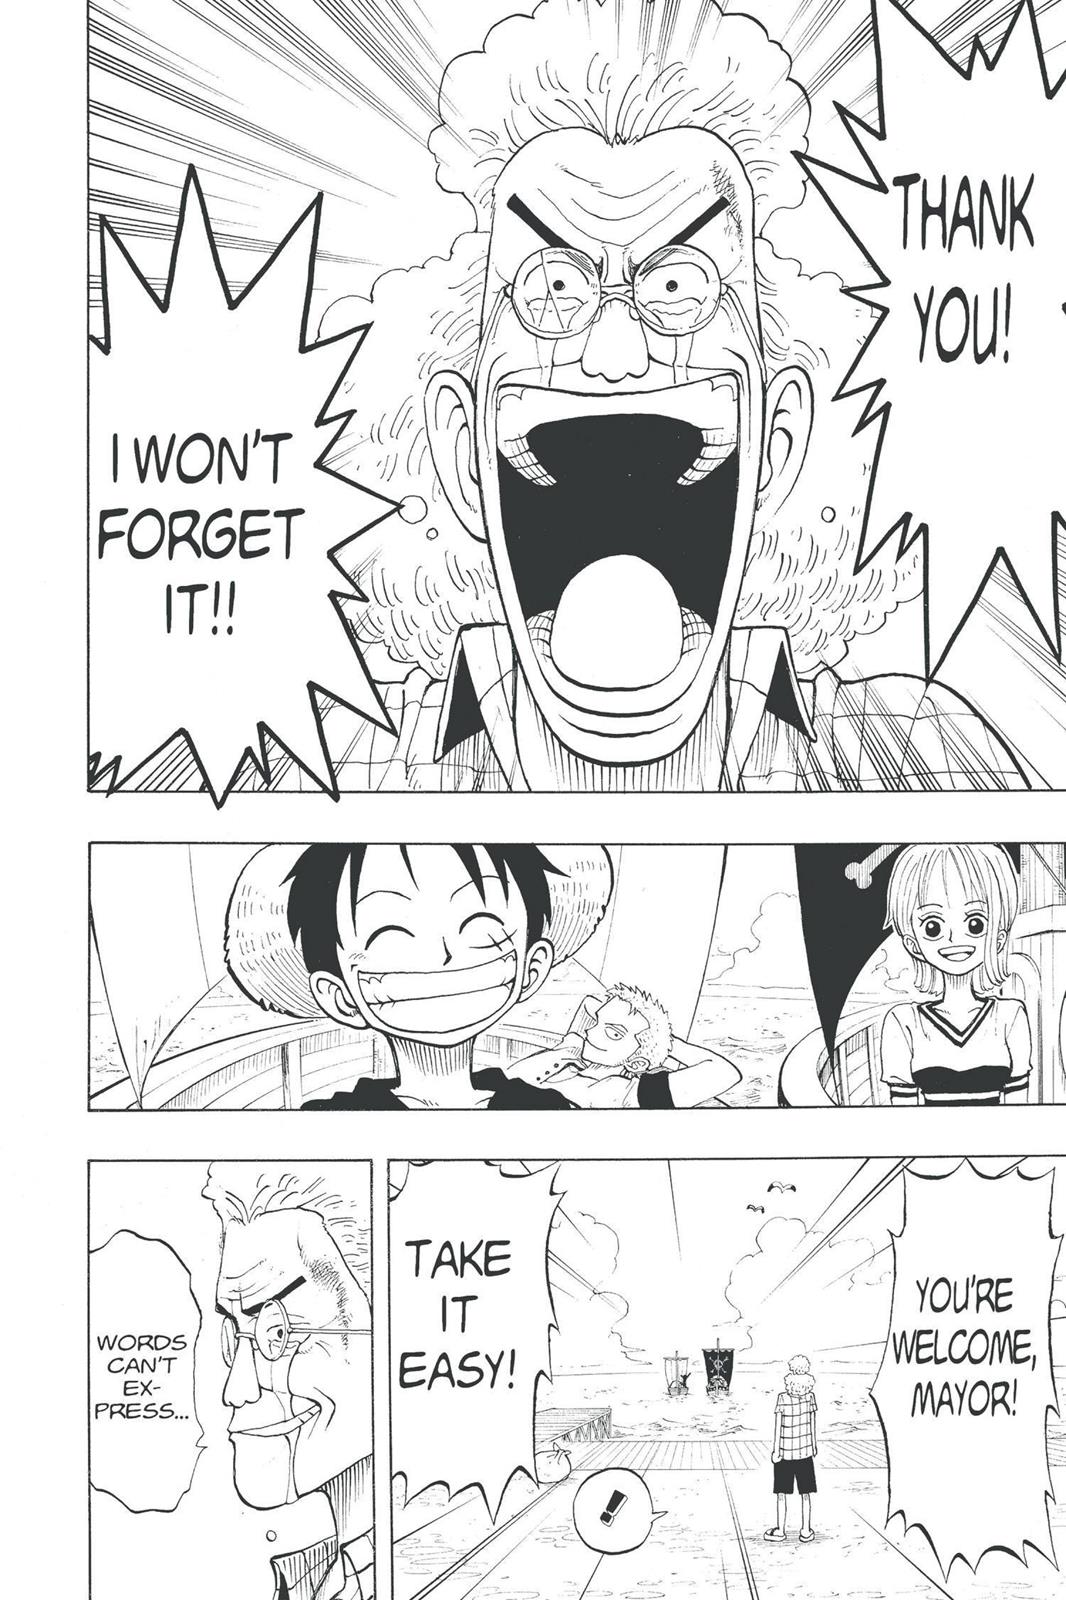 THANK
YOU!
I WON'T
FORGET
IT!!
YOU'RE
WELCOME,
MAYOR!
TAKE
IT
EASY!
!
WORDS
CAN'T
EX-
PRESS...